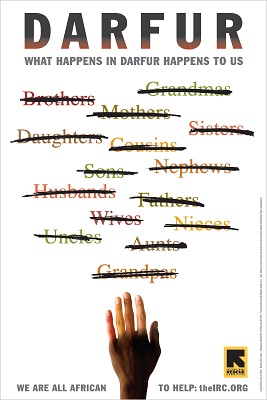 DARFUR
WHAT HAPPENS IN DARFUR HAPPENS TO US
Grandmas
Brothers
Mothers
Sisters
Daughters
Cousins
Nephews
Sons
Husbands
Fathers
Wives
Nieces
Uncles
Aunts
Grandpas
WE ARE ALL AFRICAN
TO HELP: theIRC.ORG